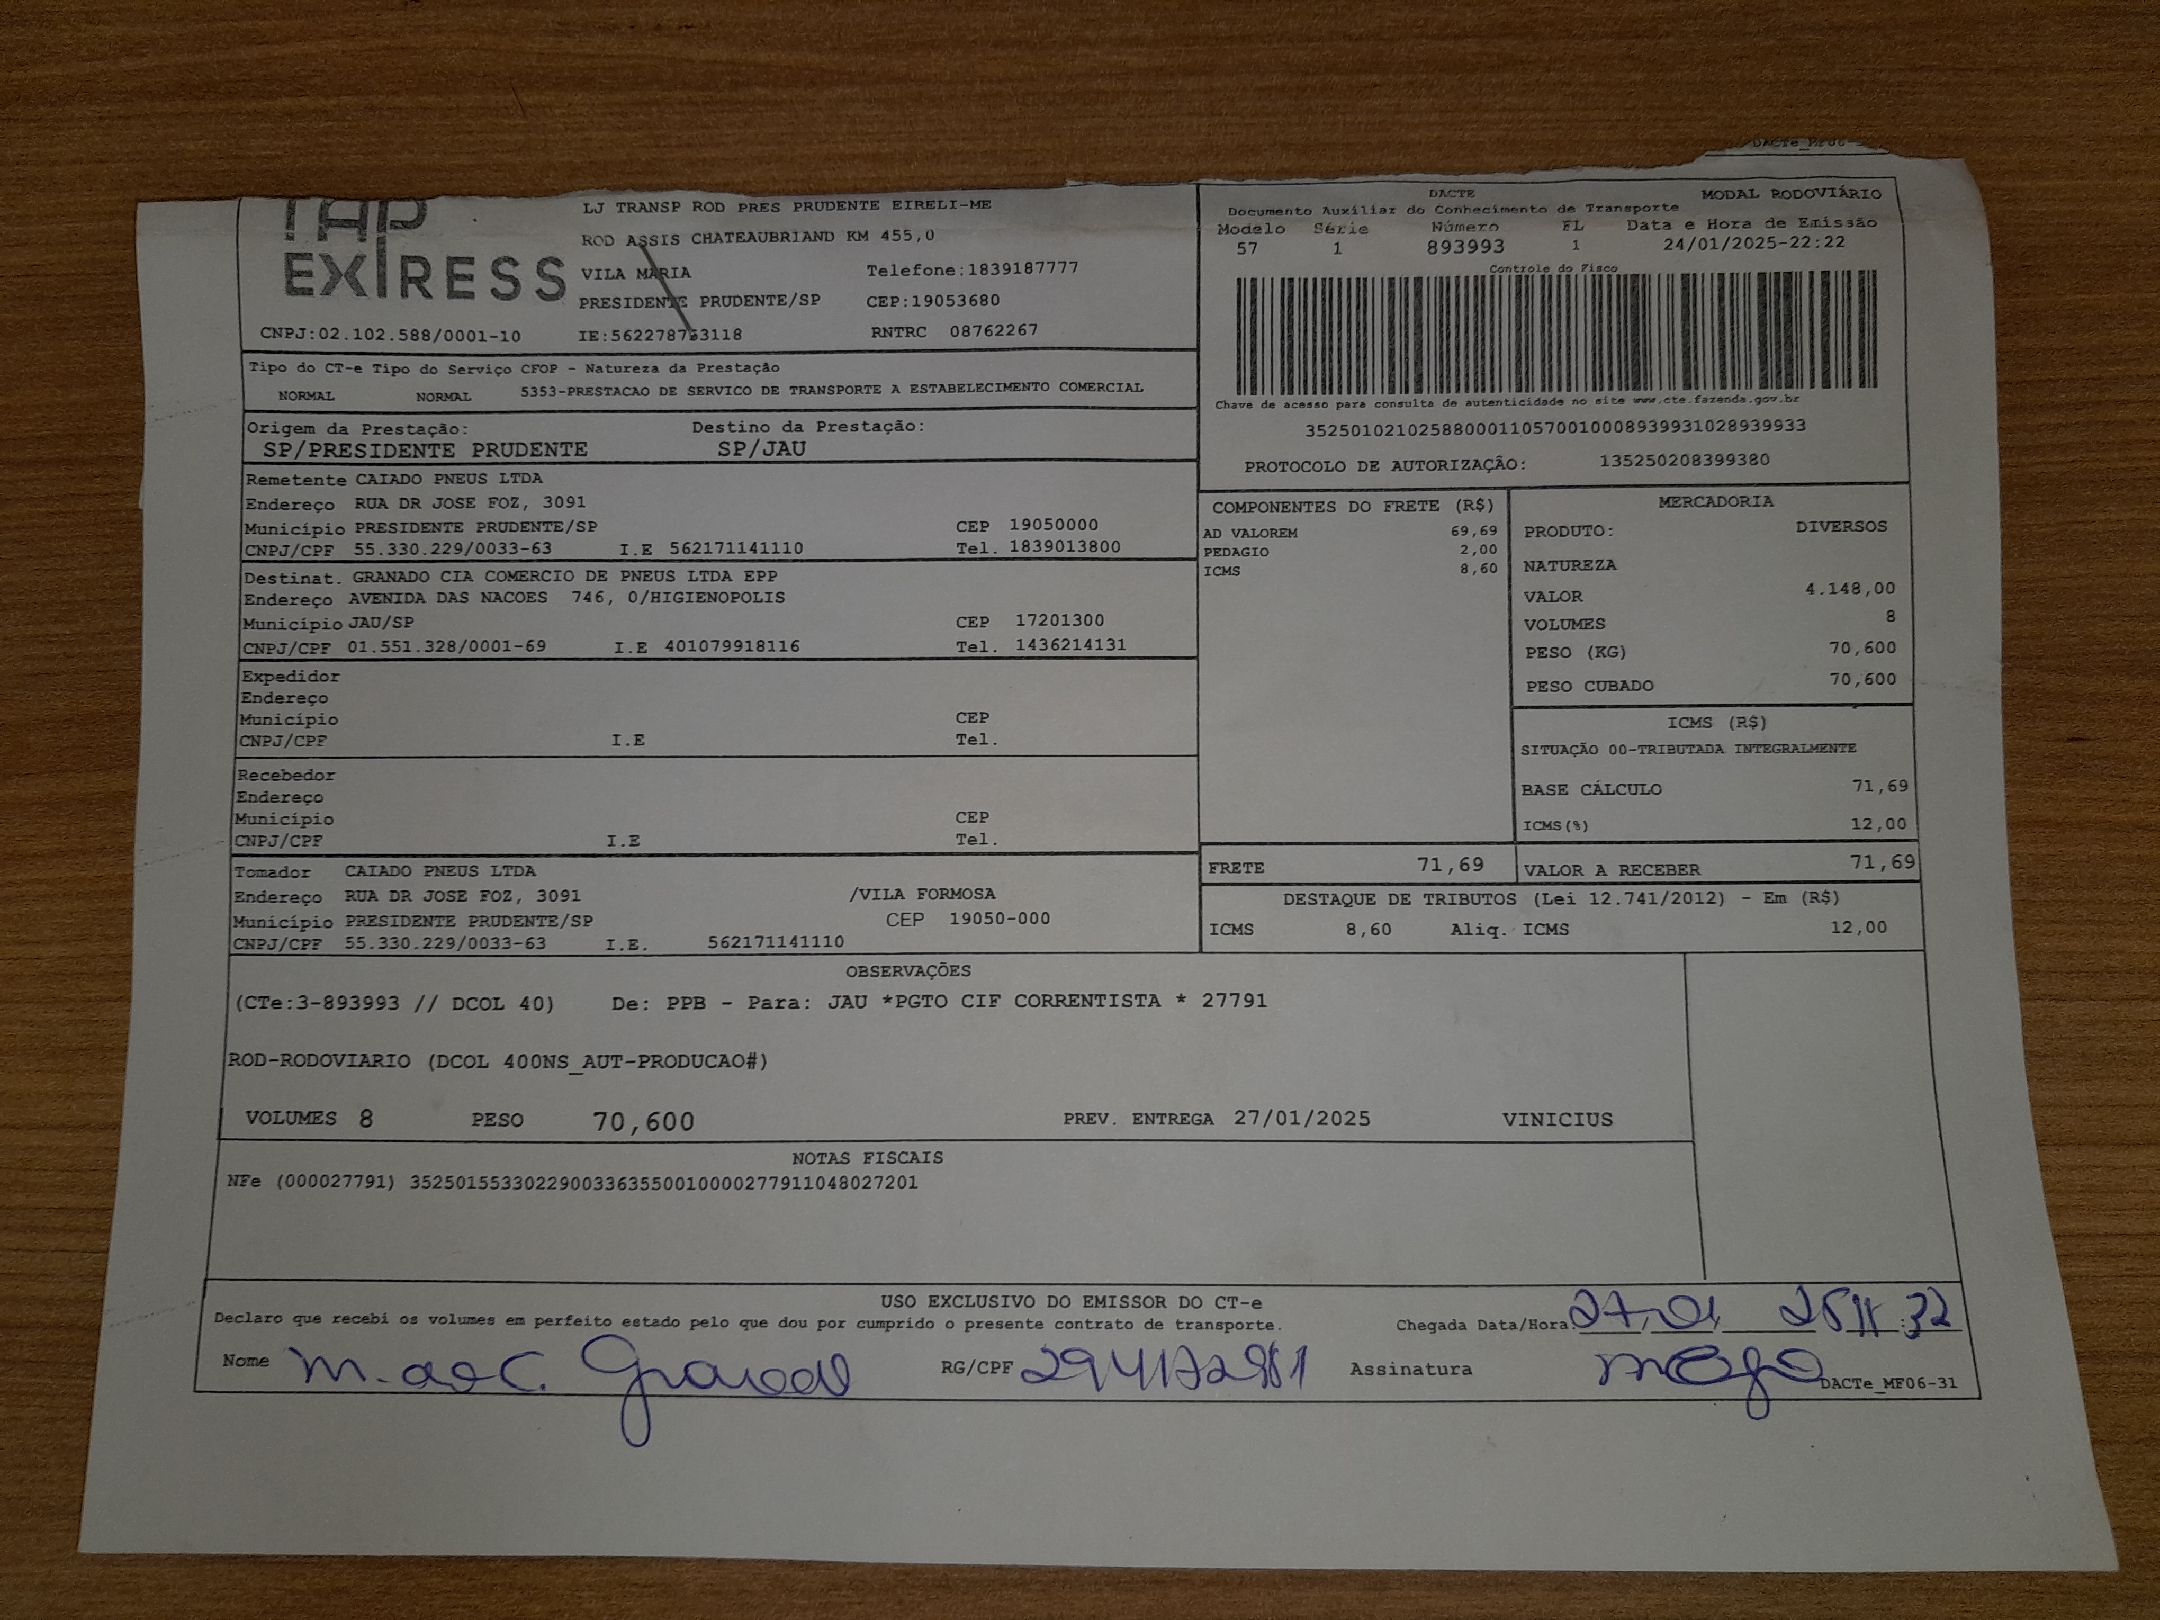 DACTe_MF06-3
TAP
EXPRESS
LJ TRANSP ROD PRES PRUDENTE EIRELI-ME
ROD ASSIS CHATEAUBRIAND KM 455,0
VILA MARIA Telefone:1839187777
PRESIDENTE PRUDENTE/SP CEP:19053680
CNPJ:02.102.588/0001-10 IE:562278753118 RNTRC 08762267
DACTE MODAL RODOVIÁRIO
Documento Auxiliar do Conhecimento de Transporte
Modelo Série Número FL Data e Hora de Emissão
57 1 893993 1 24/01/2025-22:22
Controle do Fisco
Chave de acesso para consulta de autenticidade no site www.cte.fazenda.gov.br
35250102102588000110570010008939931028939933
PROTOCOLO DE AUTORIZAÇÃO: 135250208399380
Tipo do CT-e Tipo do Serviço CFOP - Natureza da Prestação
NORMAL NORMAL 5353-PRESTACAO DE SERVICO DE TRANSPORTE A ESTABELECIMENTO COMERCIAL
Origem da Prestação: Destino da Prestação:
SP/PRESIDENTE PRUDENTE SP/JAU
Remetente CAIADO PNEUS LTDA
Endereço RUA DR JOSE FOZ, 3091
Município PRESIDENTE PRUDENTE/SP CEP 19050000
CNPJ/CPF 55.330.229/0033-63 I.E 562171141110 Tel. 1839013800
Destinat. GRANADO CIA COMERCIO DE PNEUS LTDA EPP
Endereço AVENIDA DAS NACOES 746, 0/HIGIENOPOLIS
Município JAU/SP CEP 17201300
CNPJ/CPF 01.551.328/0001-69 I.E 401079918116 Tel. 1436214131
Expedidor
Endereço
Município CEP
CNPJ/CPF I.E Tel.
Recebedor
Endereço
Município CEP
CNPJ/CPF I.E Tel.
Tomador CAIADO PNEUS LTDA
Endereço RUA DR JOSE FOZ, 3091 /VILA FORMOSA
Município PRESIDENTE PRUDENTE/SP CEP 19050-000
CNPJ/CPF 55.330.229/0033-63 I.E. 562171141110
COMPONENTES DO FRETE (R$)
AD VALOREM 69,69
PEDAGIO 2,00
ICMS 8,60
MERCADORIA
PRODUTO: DIVERSOS
NATUREZA
VALOR 4.148,00
VOLUMES 8
PESO (KG) 70,600
PESO CUBADO 70,600
ICMS (R$)
SITUAÇÃO 00-TRIBUTADA INTEGRALMENTE
BASE CÁLCULO 71,69
ICMS(%) 12,00
FRETE 71,69 VALOR A RECEBER 71,69
DESTAQUE DE TRIBUTOS (Lei 12.741/2012) - Em (R$)
ICMS 8,60 Aliq. ICMS 12,00
OBSERVAÇÕES
(CTe:3-893993 // DCOL 40) De: PPB - Para: JAU *PGTO CIF CORRENTISTA * 27791
ROD-RODOVIARIO (DCOL 400NS_AUT-PRODUCAO#)
VOLUMES 8 PESO 70,600 PREV. ENTREGA 27/01/2025 VINICIUS
NOTAS FISCAIS
NFe (000027791) 35250155330229003363550010000277911048027201
USO EXCLUSIVO DO EMISSOR DO CT-e
Declaro que recebi os volumes em perfeito estado pelo que dou por cumprido o presente contrato de transporte. Chegada Data/Hora: 27,01, 25 11:32
Nome M. RG/CPF Assinatura
DACTe_MF06-31